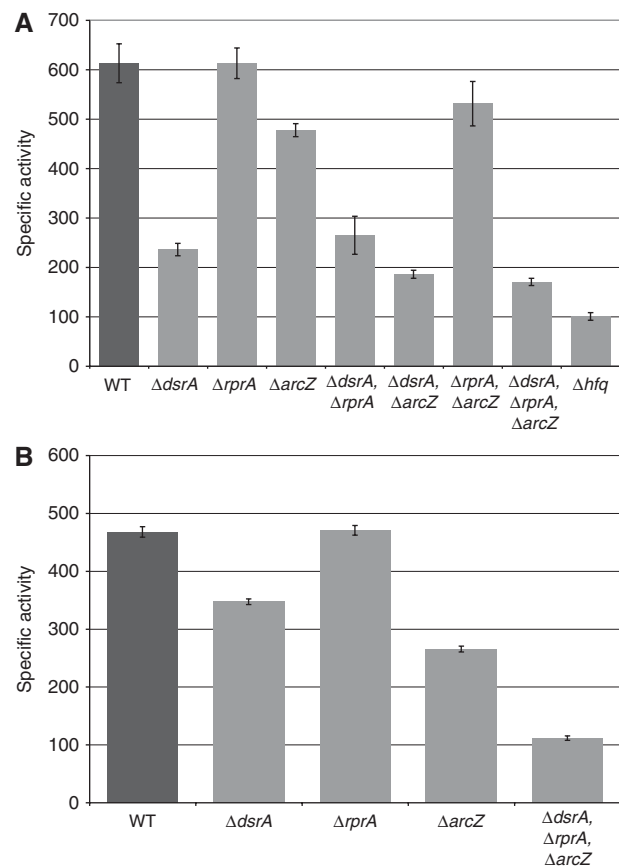 A
700
600
500
400
300
200
100
0
Specific activity
WT
ΔdsrA
ΔrprA
ΔarcZ
ΔdsrA,
ΔrprA
ΔdsrA,
ΔarcZ
ΔrprA,
ΔarcZ
ΔdsrA,
ΔrprA,
ΔarcZ
Δhfq
B
600
500
400
300
200
100
0
Specific activity
WT
ΔdsrA
ΔrprA
ΔarcZ
ΔdsrA,
ΔrprA,
ΔarcZ